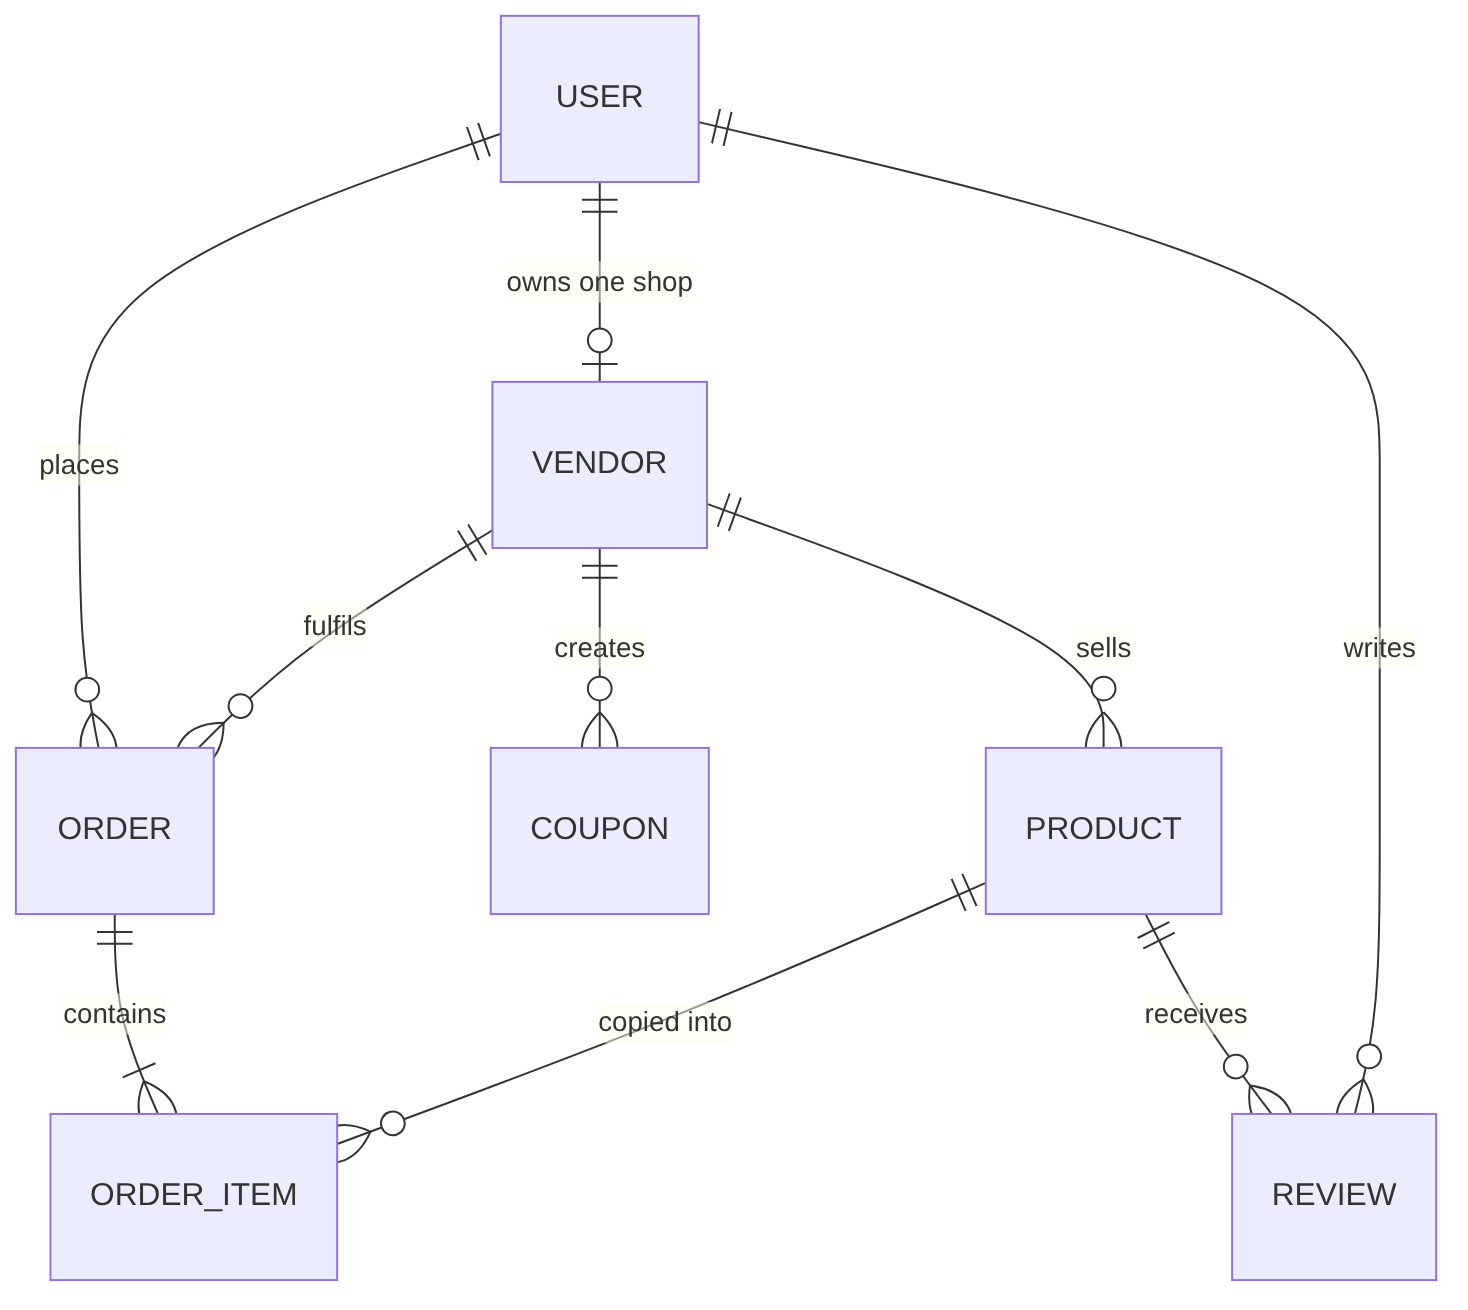 USER
owns one shop
places
VENDOR
fulfils
creates
sells
writes
ORDER
COUPON
PRODUCT
contains
copied into
receives
ORDER_ITEM
REVIEW